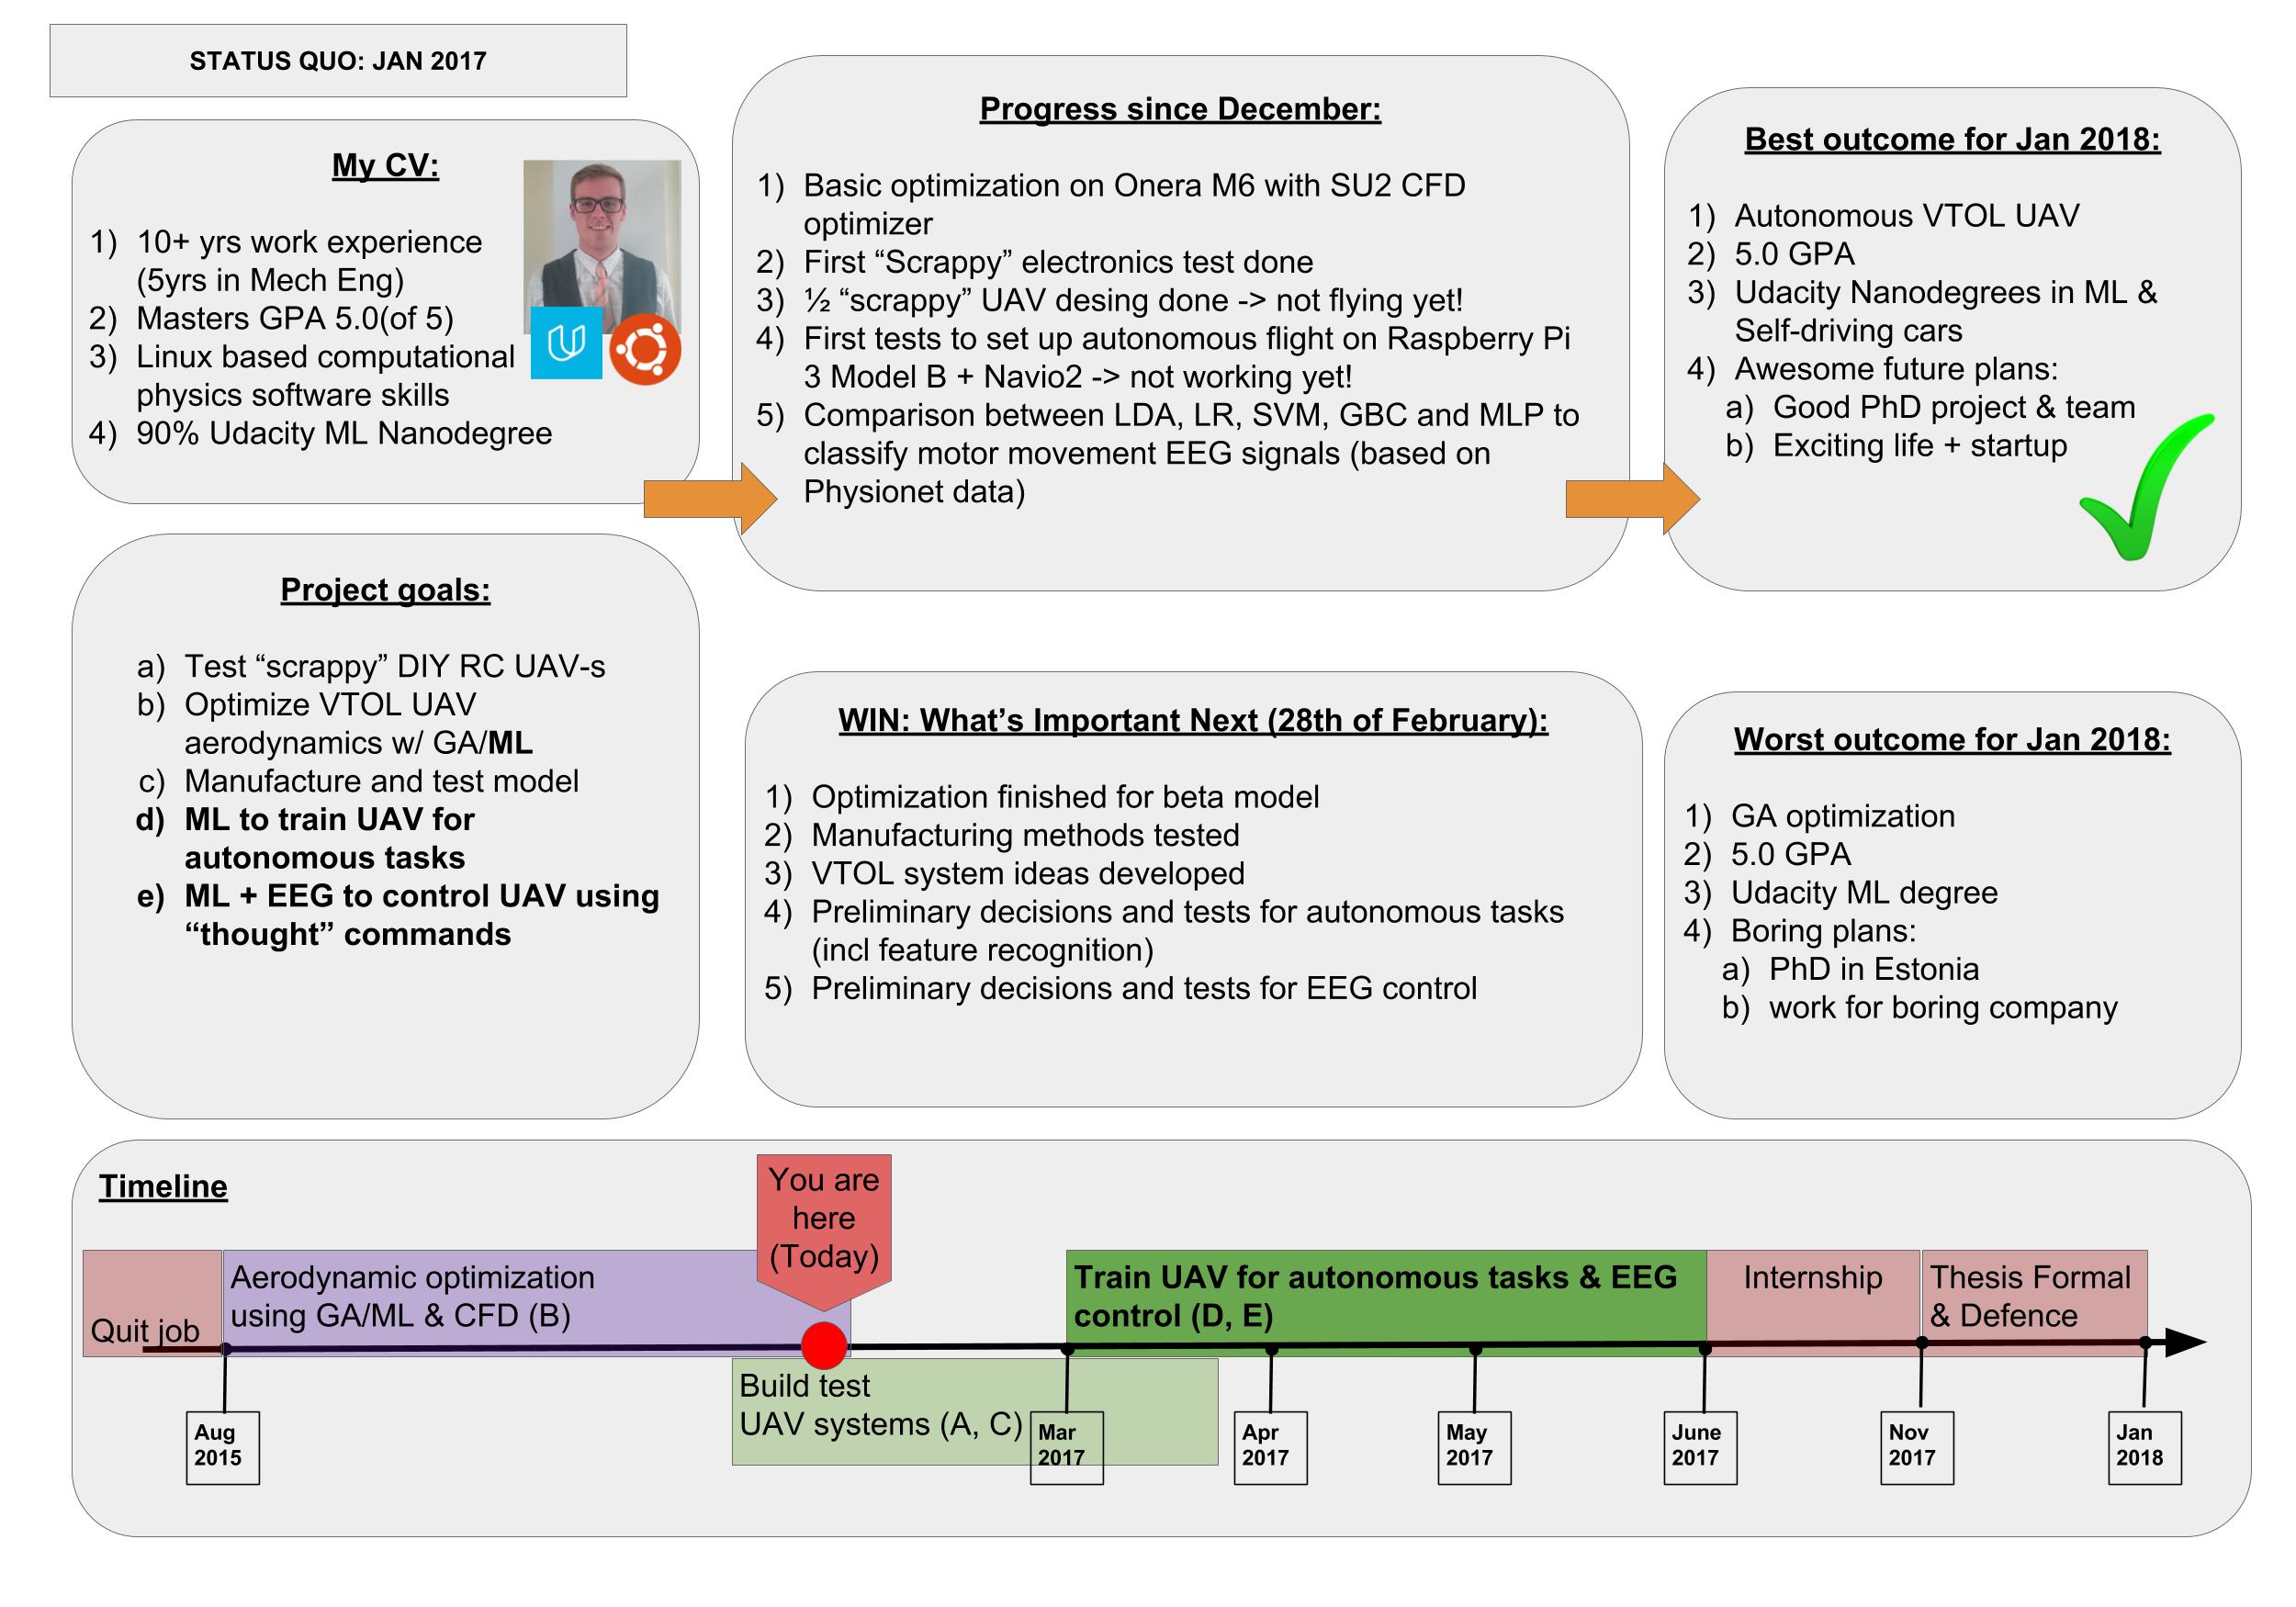 STATUS QUO: JAN 2017
My CV:
1) 10+ yrs work experience
(5yrs in Mech Eng)
2) Masters GPA 5.0(of 5)
3) Linux based computational
physics software skills
4) 90% Udacity ML Nanodegree
Progress since December:
1) Basic optimization on Onera M6 with SU2 CFD
optimizer
2) First “Scrappy” electronics test done
3) ½ “scrappy” UAV desing done -> not flying yet!
4) First tests to set up autonomous flight on Raspberry Pi
3 Model B + Navio2 -> not working yet!
5) Comparison between LDA, LR, SVM, GBC and MLP to
classify motor movement EEG signals (based on
Physionet data)
Best outcome for Jan 2018:
1) Autonomous VTOL UAV
2) 5.0 GPA
3) Udacity Nanodegrees in ML &
Self-driving cars
4) Awesome future plans:
a) Good PhD project & team
b) Exciting life + startup
Project goals:
a) Test “scrappy” DIY RC UAV-s
b) Optimize VTOL UAV
aerodynamics w/ GA/ML
c) Manufacture and test model
d) ML to train UAV for
autonomous tasks
e) ML + EEG to control UAV using
“thought” commands
WIN: What’s Important Next (28th of February):
1) Optimization finished for beta model
2) Manufacturing methods tested
3) VTOL system ideas developed
4) Preliminary decisions and tests for autonomous tasks
(incl feature recognition)
5) Preliminary decisions and tests for EEG control
Worst outcome for Jan 2018:
1) GA optimization
2) 5.0 GPA
3) Udacity ML degree
4) Boring plans:
a) PhD in Estonia
b) work for boring company
Timeline
You are
here
(Today)
Quit job
Aerodynamic optimization
using GA/ML & CFD (B)
Train UAV for autonomous tasks & EEG
control (D, E)
Internship
Thesis Formal
& Defence
Build test
UAV systems (A, C)
Aug
2015
Mar
2017
Apr
2017
May
2017
June
2017
Nov
2017
Jan
2018